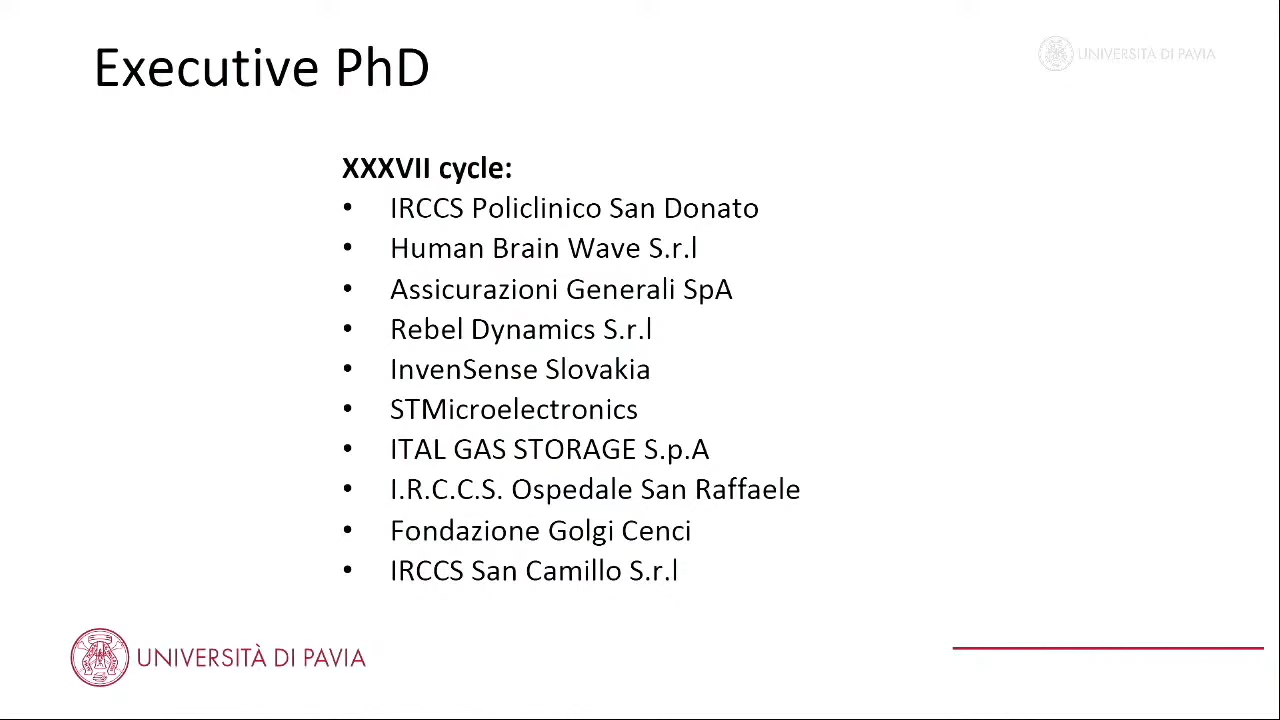 Executive PhD
UNIVERSITÀ DI PAVIA
XXXVII cycle:
• IRCCS Policlinico San Donato
• Human Brain Wave S.r.l
• Assicurazioni Generali SpA
• Rebel Dynamics S.r.l
• InvenSense Slovakia
• STMicroelectronics
• ITAL GAS STORAGE S.p.A
• I.R.C.C.S. Ospedale San Raffaele
• Fondazione Golgi Cenci
• IRCCS San Camillo S.r.l
UNIVERSITÀ DI PAVIA